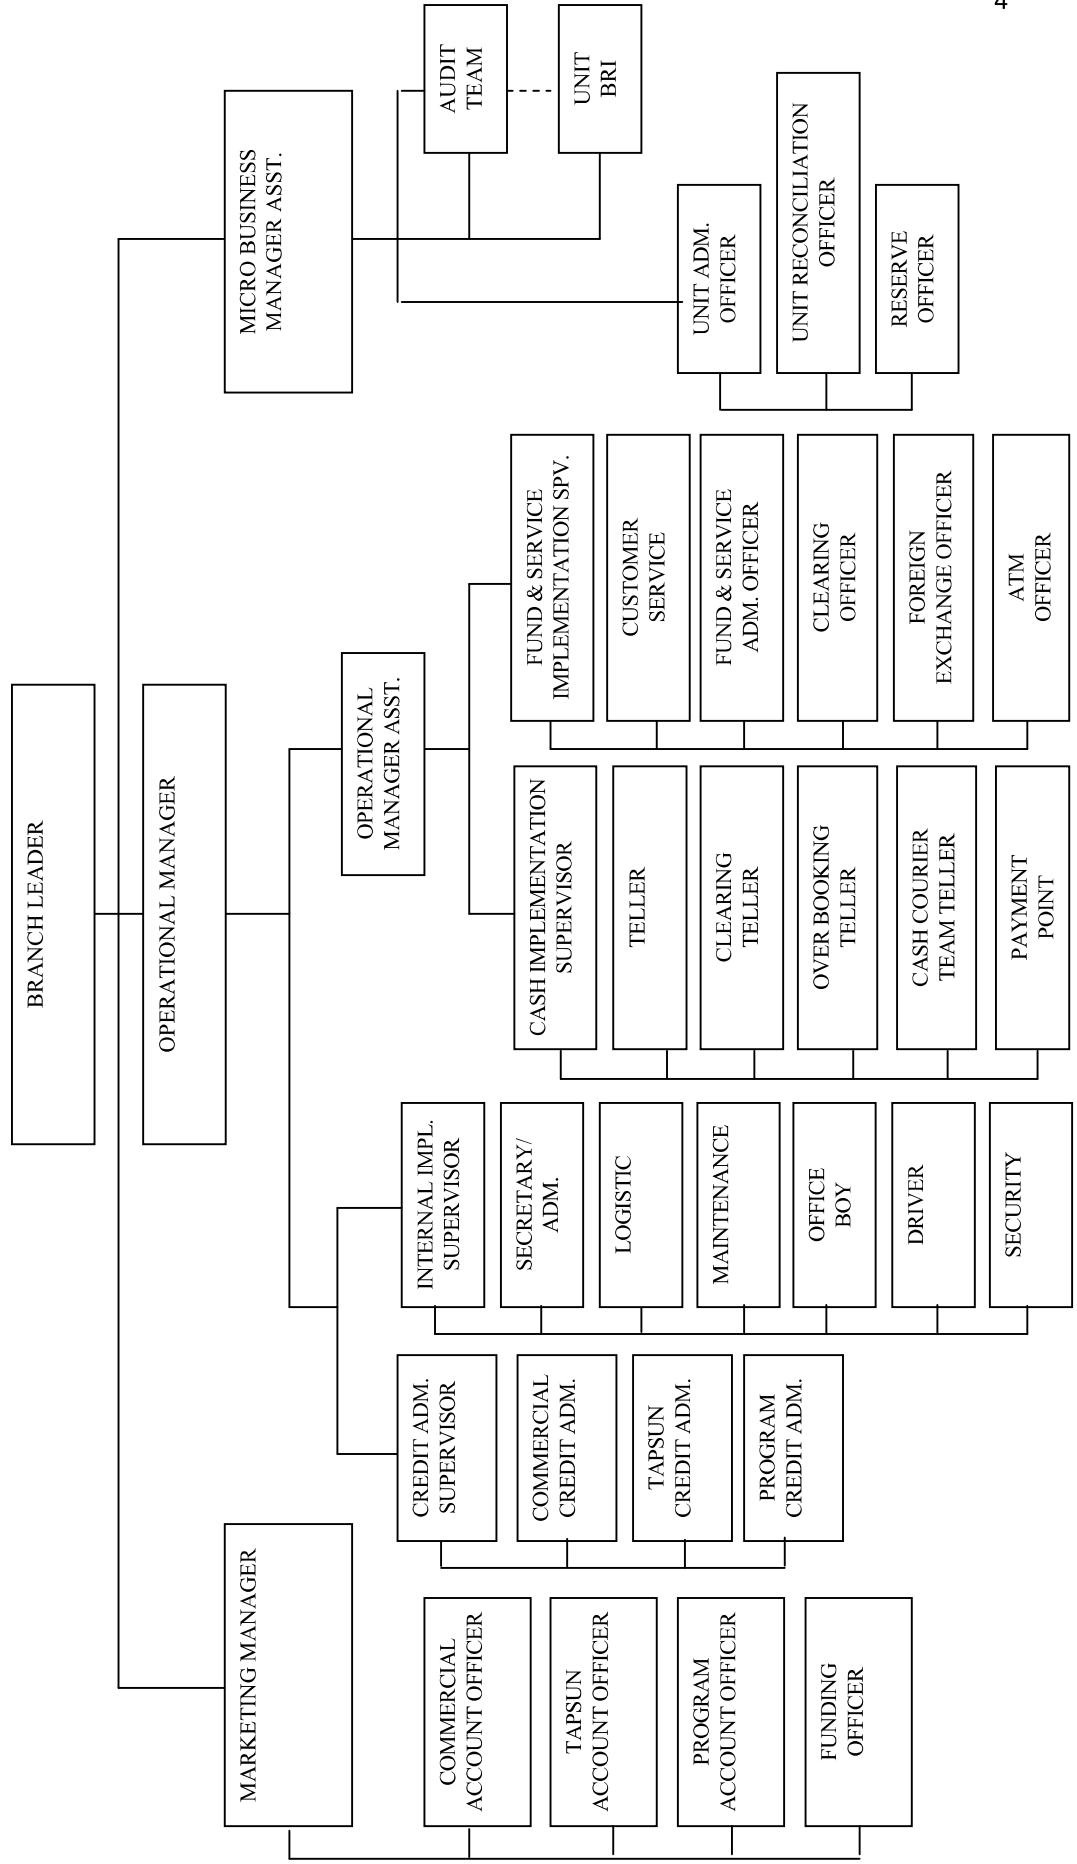 4
BRANCH LEADER
OPERATIONAL MANAGER
MARKETING MANAGER
MICRO BUSINESS
MANAGER ASST.
OPERATIONAL
MANAGER ASST.
COMMERCIAL
ACCOUNT OFFICER
TAPSUN
ACCOUNT OFFICER
PROGRAM
ACCOUNT OFFICER
FUNDING
OFFICER
CREDIT ADM.
SUPERVISOR
COMMERCIAL
CREDIT ADM.
TAPSUN
CREDIT ADM.
PROGRAM
CREDIT ADM.
INTERNAL IMPL.
SUPERVISOR
SECRETARY/
ADM.
LOGISTIC
MAINTENANCE
OFFICE
BOY
DRIVER
SECURITY
CASH IMPLEMENTATION
SUPERVISOR
TELLER
CLEARING
TELLER
OVER BOOKING
TELLER
CASH COURIER
TEAM TELLER
PAYMENT
POINT
FUND & SERVICE
IMPLEMENTATION SPV.
CUSTOMER
SERVICE
FUND & SERVICE
ADM. OFFICER
CLEARING
OFFICER
FOREIGN
EXCHANGE OFFICER
ATM
OFFICER
UNIT ADM.
OFFICER
UNIT RECONCILIATION
OFFICER
RESERVE
OFFICER
AUDIT
TEAM
UNIT
BRI